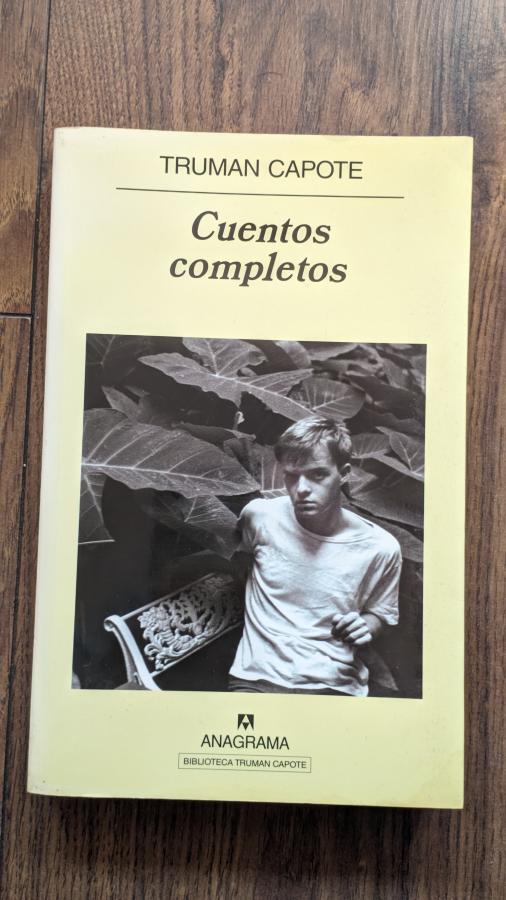 TRUMAN CAPOTE
Cuentos
completos
ANAGRAMA
BIBLIOTECA TRUMAN CAPOTE